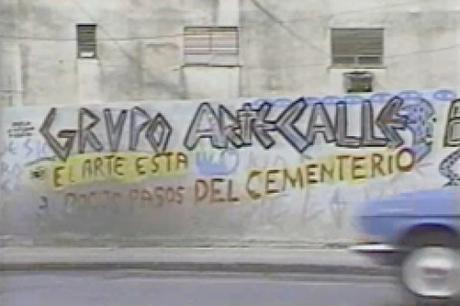 GRUPO ARTE-CALLE
EL ARTE ESTA
PASOS DEL CEMENTERIO